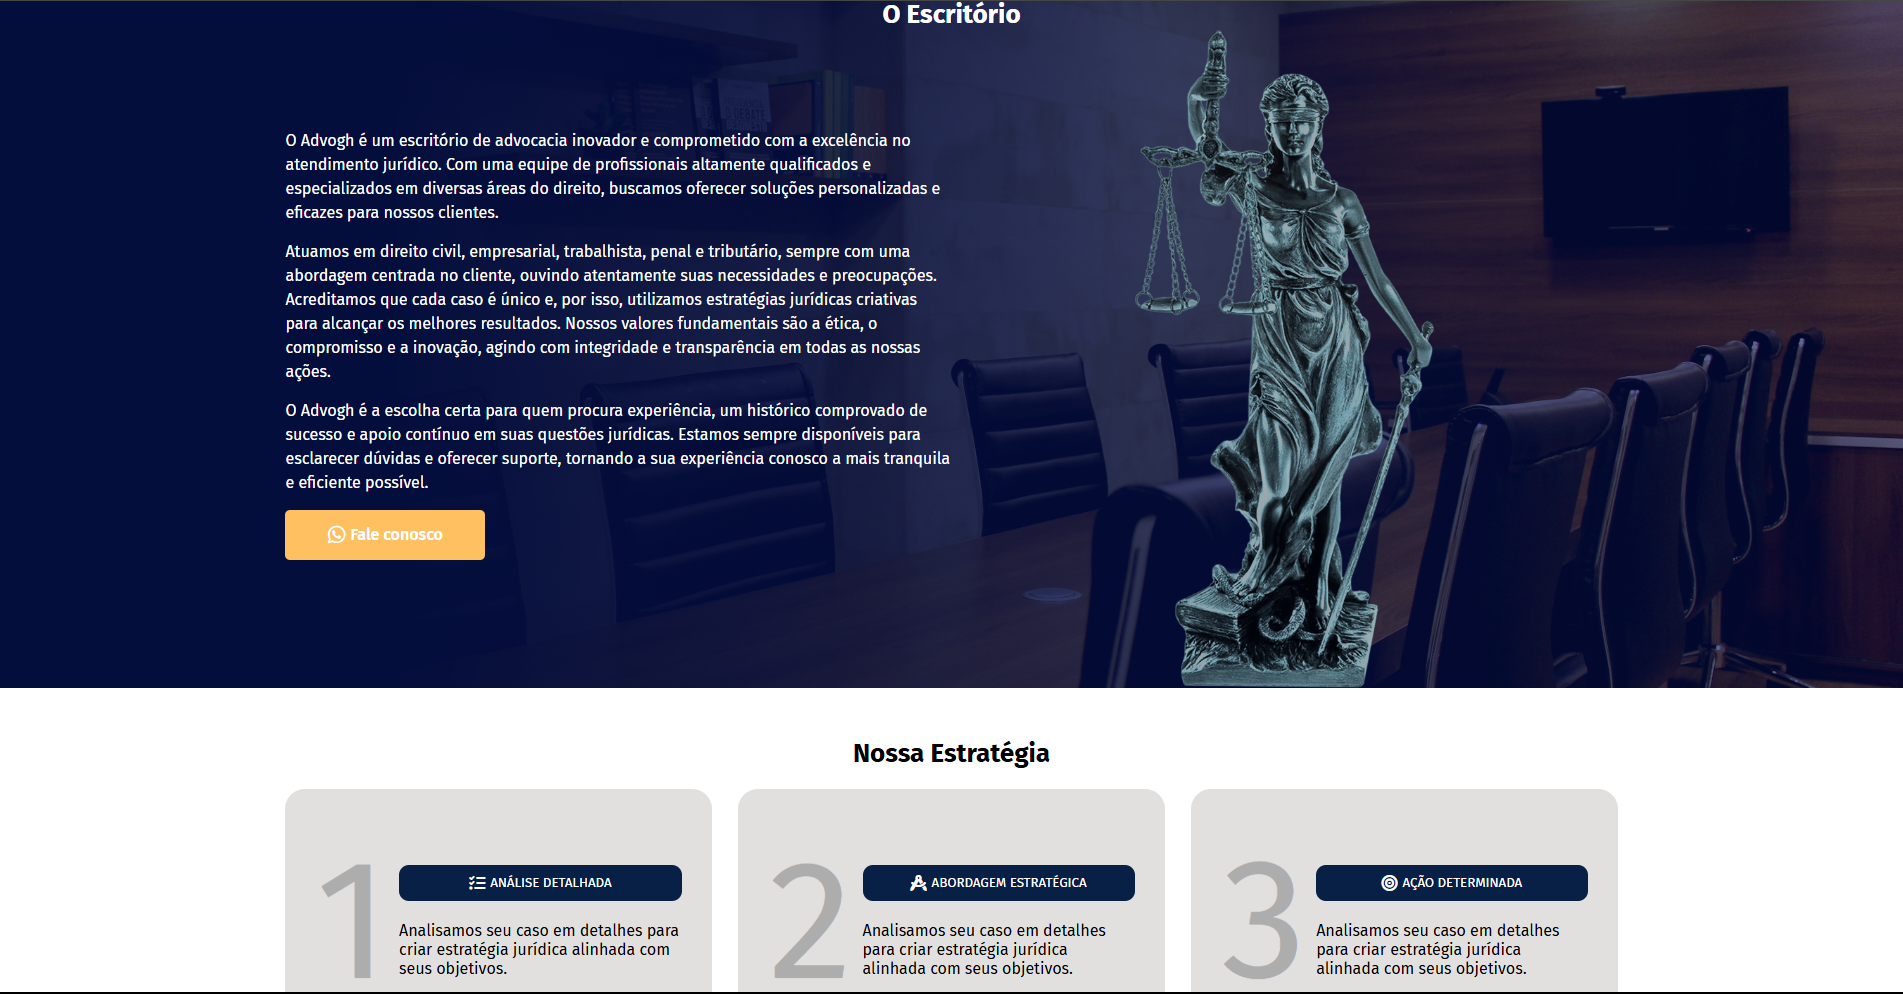 O Escritório
O Advogh é um escritório de advocacia inovador e comprometido com a excelência no
atendimento jurídico. Com uma equipe de profissionais altamente qualificados e
especializados em diversas áreas do direito, buscamos oferecer soluções personalizadas e
eficazes para nossos clientes.
Atuamos em direito civil, empresarial, trabalhista, penal e tributário, sempre com uma
abordagem centrada no cliente, ouvindo atentamente suas necessidades e preocupações.
Acreditamos que cada caso é único e, por isso, utilizamos estratégias jurídicas criativas
para alcançar os melhores resultados. Nossos valores fundamentais são a ética, o
compromisso e a inovação, agindo com integridade e transparência em todas as nossas
ações.
O Advogh é a escolha certa para quem procura experiência, um histórico comprovado de
sucesso e apoio contínuo em suas questões jurídicas. Estamos sempre disponíveis para
esclarecer dúvidas e oferecer suporte, tornando a sua experiência conosco a mais tranquila
e eficiente possível.
Fale conosco
Nossa Estratégia
1
ANÁLISE DETALHADA
Analisamos seu caso em detalhes para
criar estratégia jurídica alinhada com
seus objetivos.
2
ABORDAGEM ESTRATÉGICA
Analisamos seu caso em detalhes
para criar estratégia jurídica
alinhada com seus objetivos.
3
AÇÃO DETERMINADA
Analisamos seu caso em detalhes
para criar estratégia jurídica
alinhada com seus objetivos.